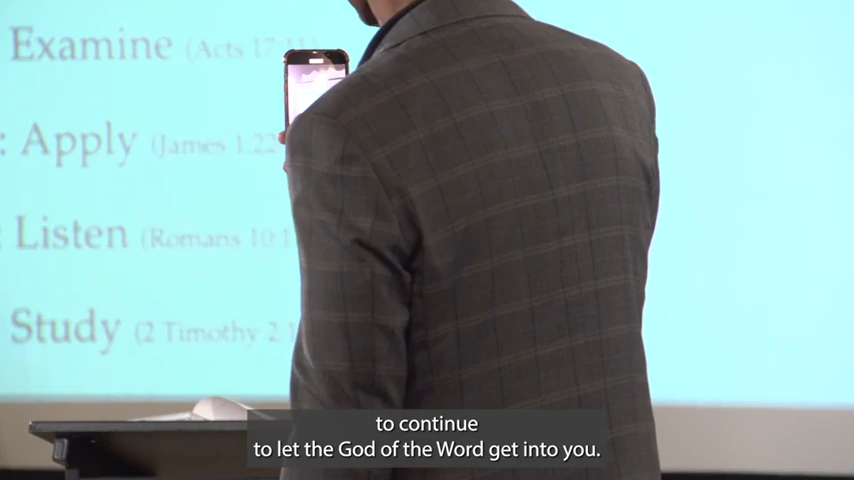 Examine (Acts 17:11)
: Apply (James 1:22
: Listen (Romans 10:1
Study (2 Timothy 2:1
to continue
to let the God of the Word get into you.